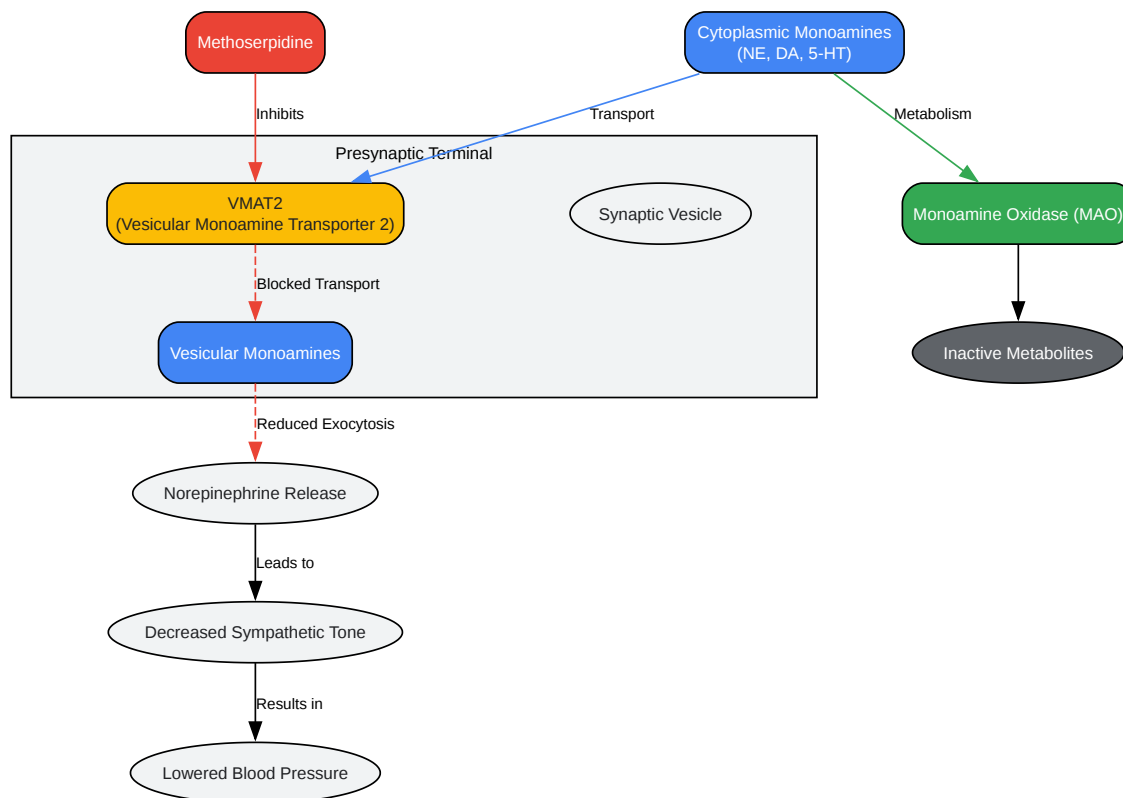 Methoserpidine
Cytoplasmic Monoamines
(NE, DA, 5-HT)
Inhibits
Transport
Metabolism
Presynaptic Terminal
VMAT2
(Vesicular Monoamine Transporter 2)
Synaptic Vesicle
Monoamine Oxidase (MAO)
Blocked Transport
Vesicular Monoamines
Inactive Metabolites
Reduced Exocytosis
Norepinephrine Release
Leads to
Decreased Sympathetic Tone
Results in
Lowered Blood Pressure